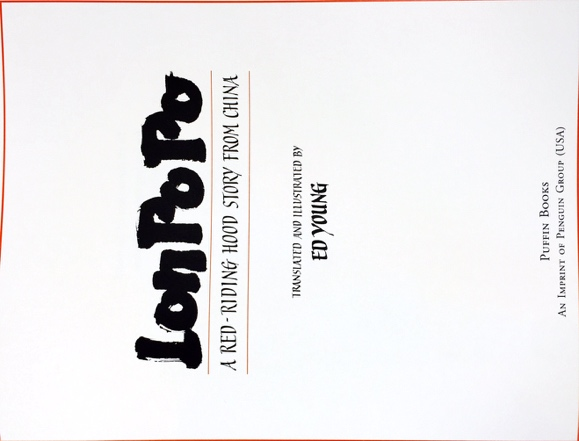 Lon Po Po
A RED-RIDING HOOD STORY FROM CHINA
TRANSLATED AND ILLUSTRATED BY
ED YOUNG
PUFFIN BOOKS
AN IMPRINT OF PENGUIN GROUP (USA)